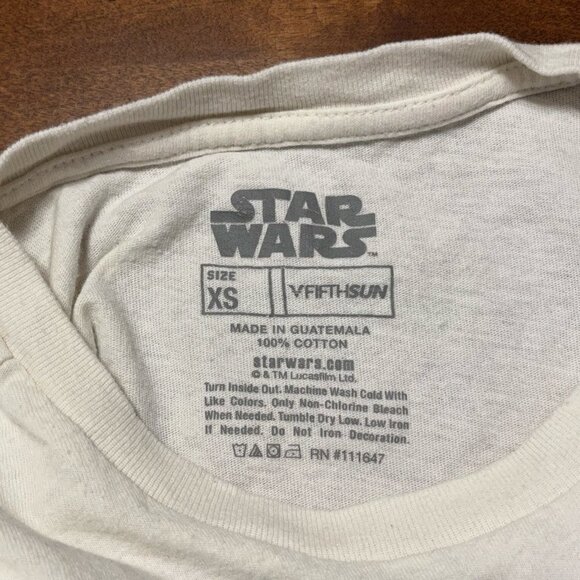 STAR
WARS™
SIZE
XS
FIFTHSUN
MADE IN GUATEMALA
100% COTTON
starwars.com
© & TM Lucasfilm Ltd.
Turn Inside Out. Machine Wash Cold With
Like Colors. Only Non-Chlorine Bleach
When Needed. Tumble Dry Low. Low Iron
If Needed. Do Not Iron Decoration.
RN #111647